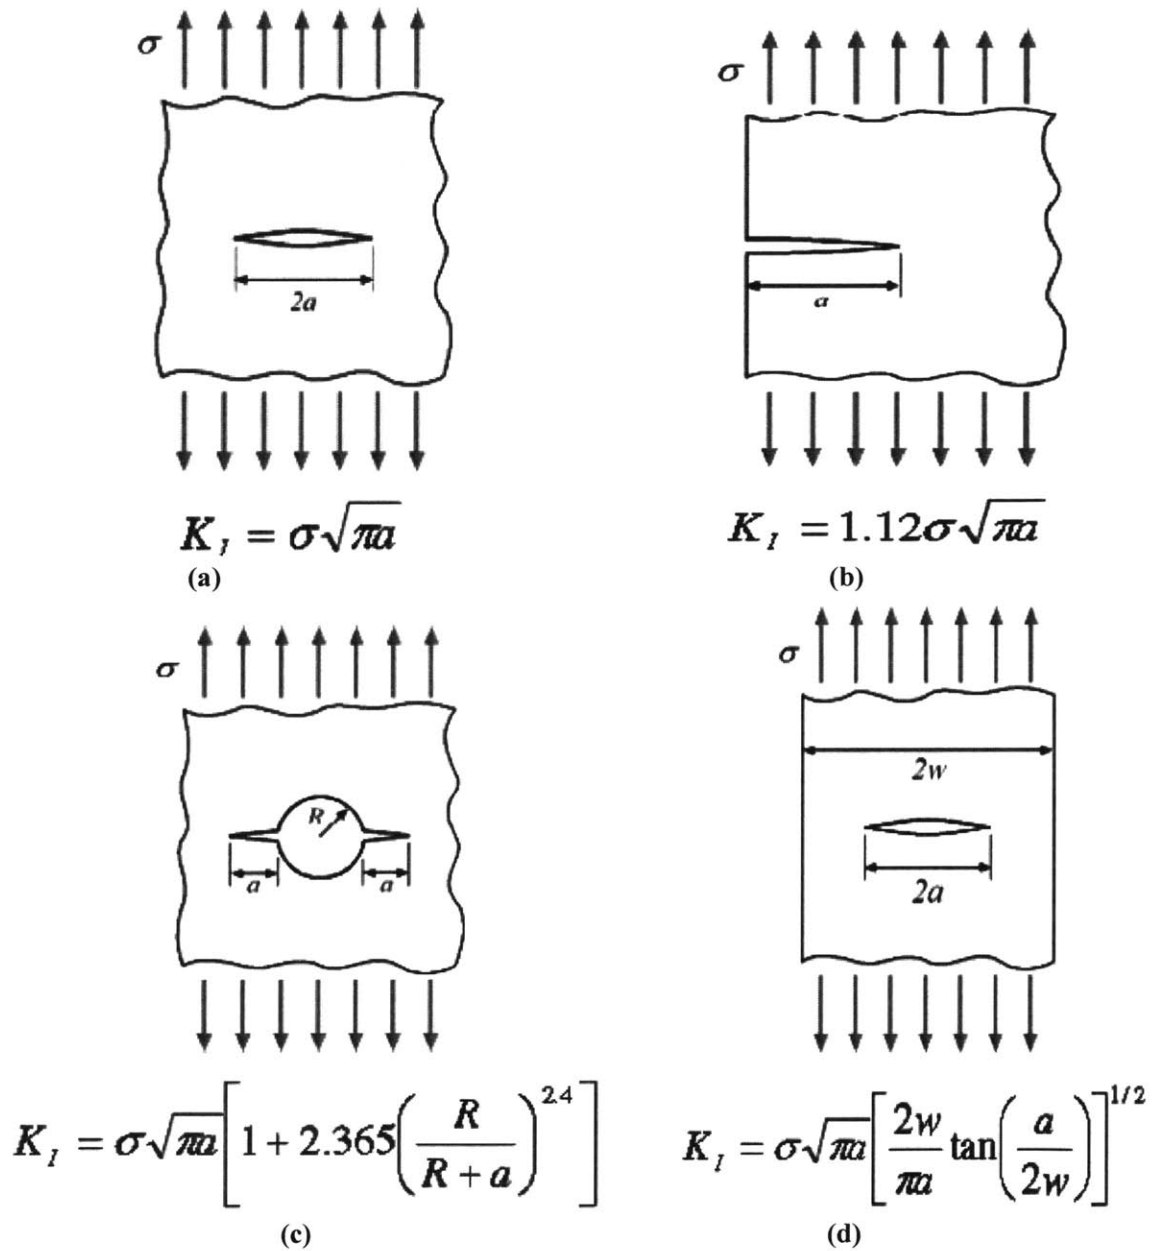 σ
2a
K_I = σ√πa
(a)
σ
a
K_I = 1.12σ√πa
(b)
σ
R
a a
K_I = σ√πa [1 + 2.365 (R / R + a)^2.4]
(c)
σ
2w
2a
K_I = σ√πa [2w / πa tan (a / 2w)]^1/2
(d)